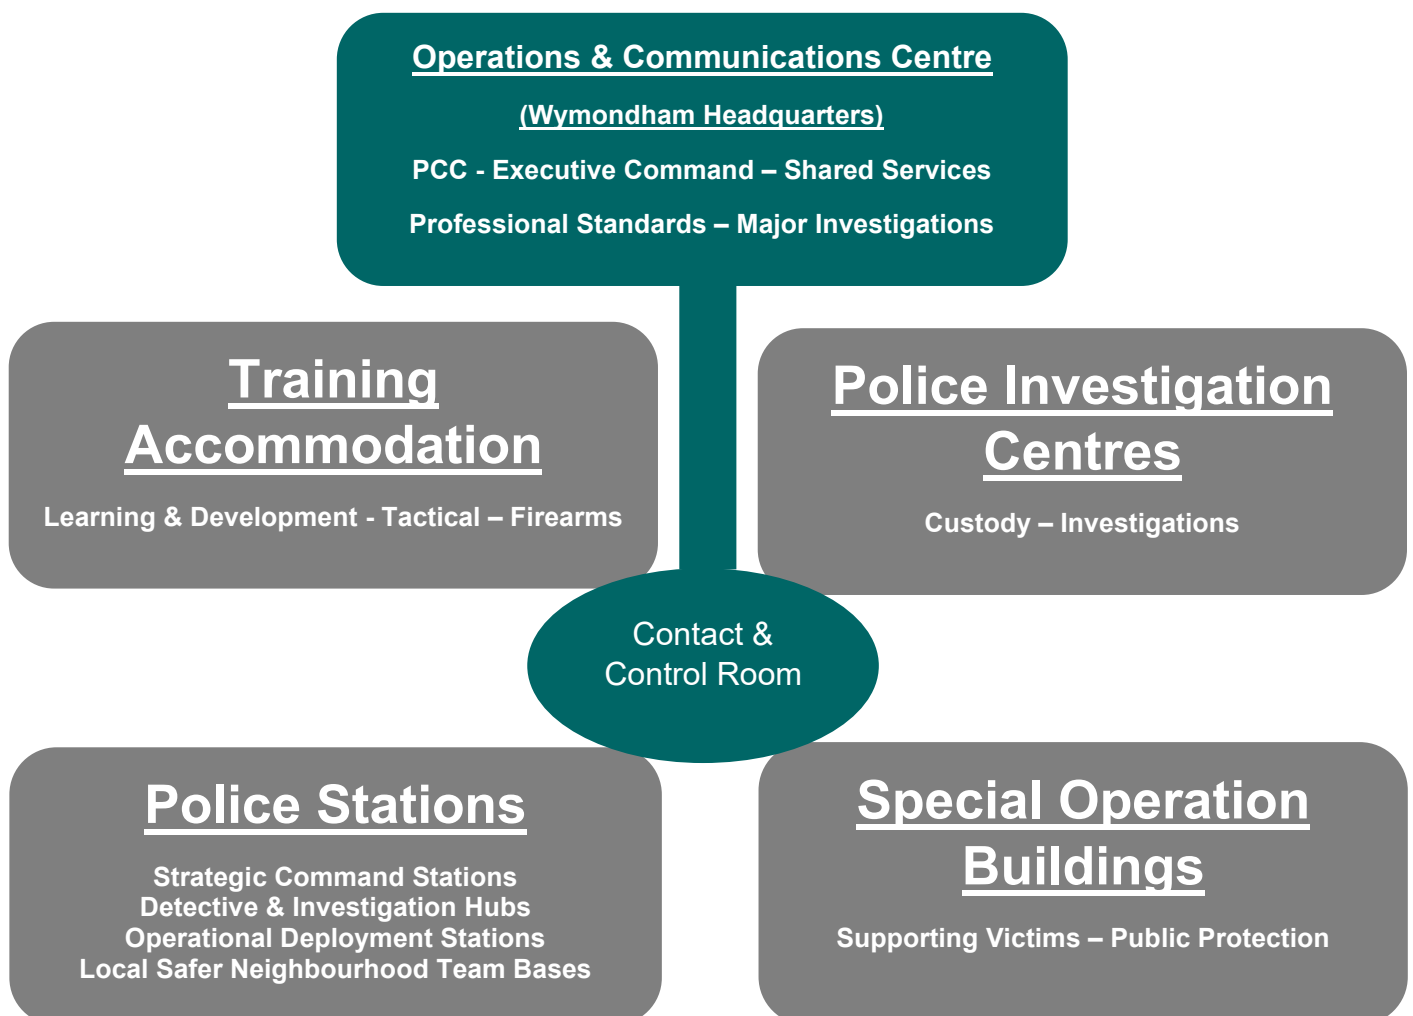 Operations & Communications Centre
(Wymondham Headquarters)
PCC - Executive Command – Shared Services
Professional Standards – Major Investigations
Training
Accommodation
Learning & Development - Tactical – Firearms
Police Investigation
Centres
Custody – Investigations
Contact &
Control Room
Police Stations
Strategic Command Stations
Detective & Investigation Hubs
Operational Deployment Stations
Local Safer Neighbourhood Team Bases
Special Operation
Buildings
Supporting Victims – Public Protection